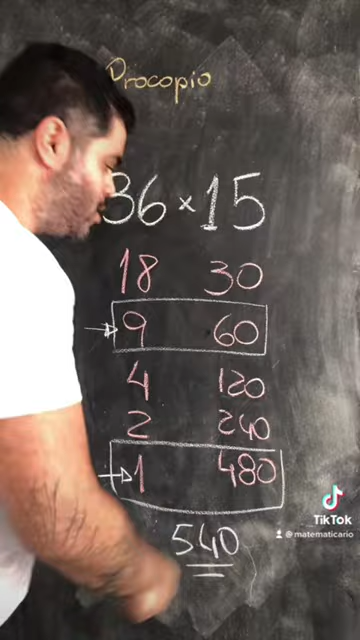 Procopio
36 × 15
18 30
→ 9 60
4 120
2 240
→ 1 480
540
TikTok
@matematicario